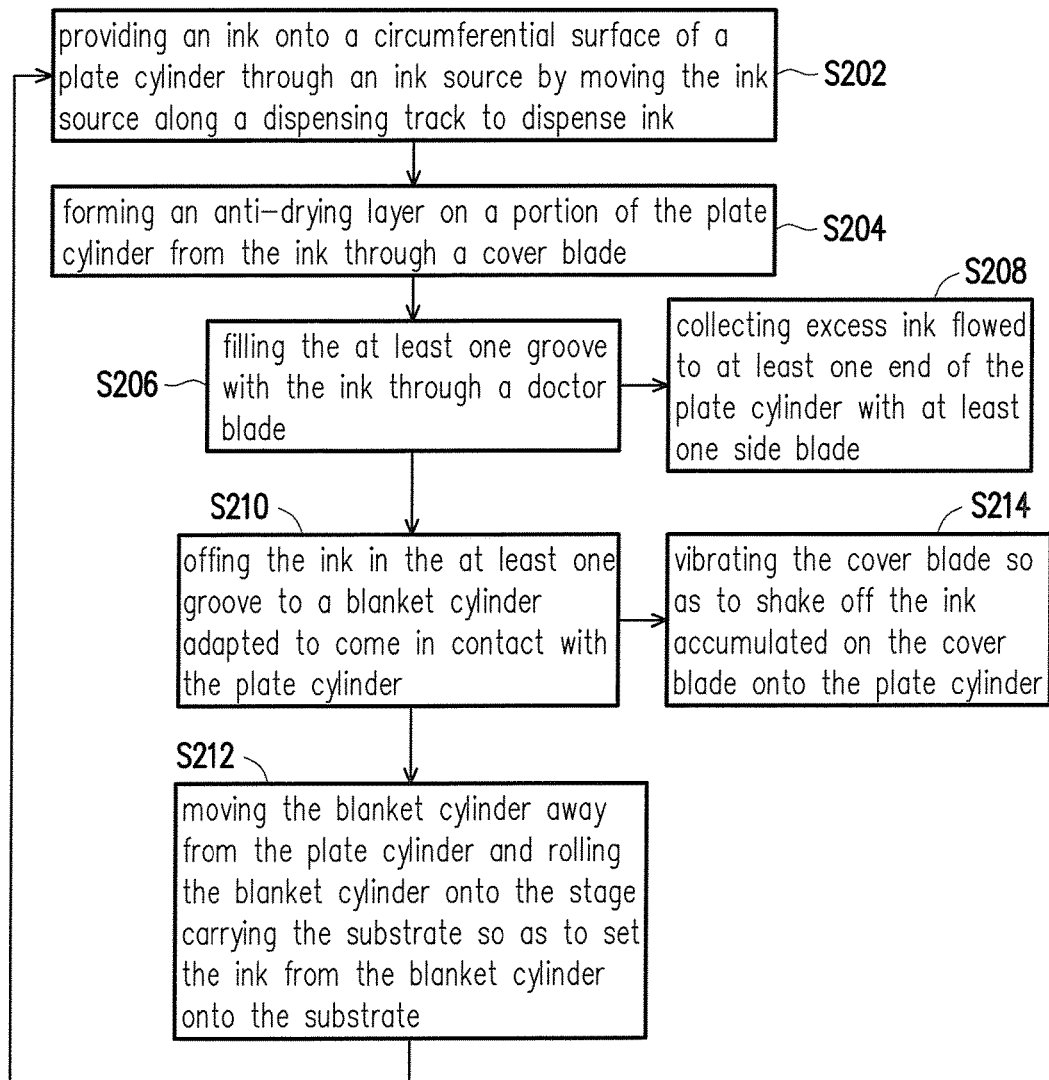 providing an ink onto a circumferential surface of a
plate cylinder through an ink source by moving the ink
source along a dispensing track to dispense ink
S202
forming an anti-drying layer on a portion of the plate
cylinder from the ink through a cover blade
S204
S206
filling the at least one groove
with the ink through a doctor
blade
S208
collecting excess ink flowed
to at least one end of the
plate cylinder with at least
one side blade
S210
offing the ink in the at least one
groove to a blanket cylinder
adapted to come in contact with
the plate cylinder
S214
vibrating the cover blade so
as to shake off the ink
accumulated on the cover
blade onto the plate cylinder
S212
moving the blanket cylinder away
from the plate cylinder and rolling
the blanket cylinder onto the stage
carrying the substrate so as to set
the ink from the blanket cylinder
onto the substrate